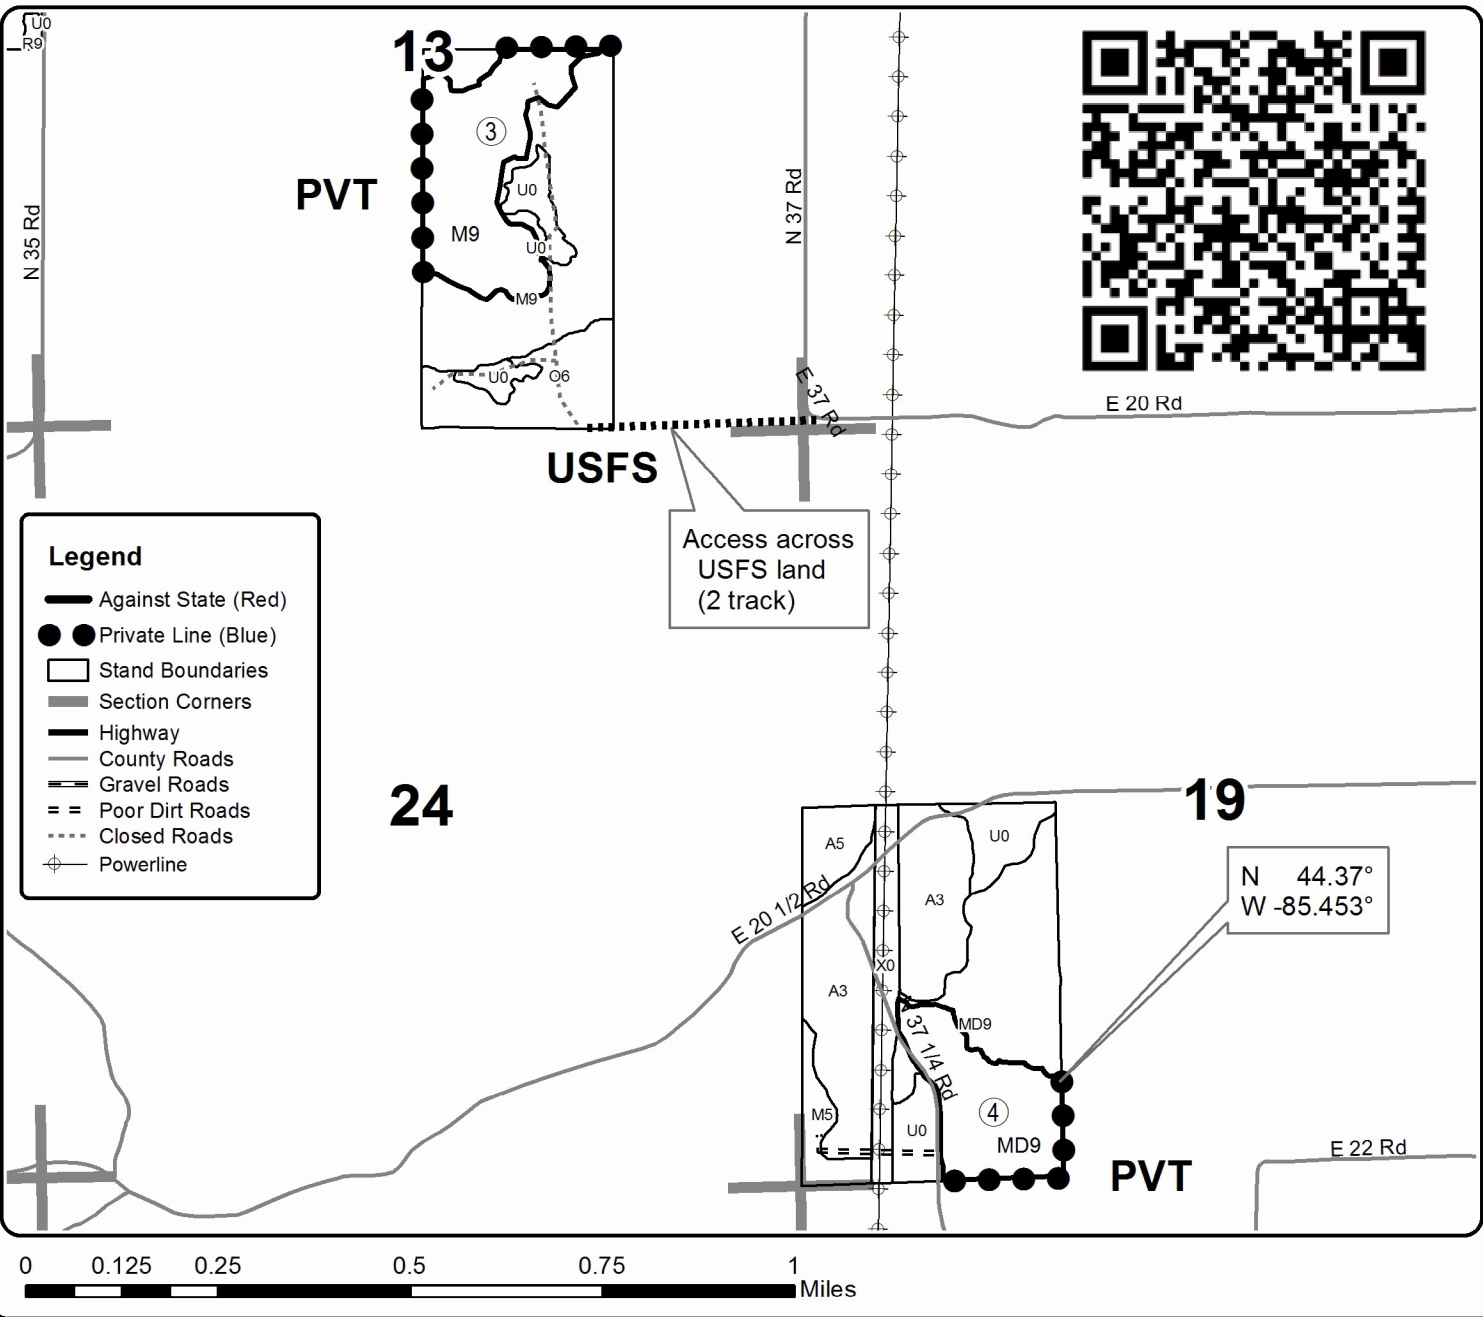 U0
R9
13
3
PVT
U0
M9
U0
M9
U0
O6
N 35 Rd
N 37 Rd
E 37 Rd
E 20 Rd
USFS
Access across
USFS land
(2 track)
Legend
Against State (Red)
Private Line (Blue)
Stand Boundaries
Section Corners
Highway
County Roads
Gravel Roads
Poor Dirt Roads
Closed Roads
Powerline
24
19
A5
U0
E 20 1/2 Rd
A3
N 44.37°
W -85.453°
X0
A3
MD9
37 1/4 Rd
M5
U0
4
MD9
PVT
E 22 Rd
0 0.125 0.25 0.5 0.75 1
Miles